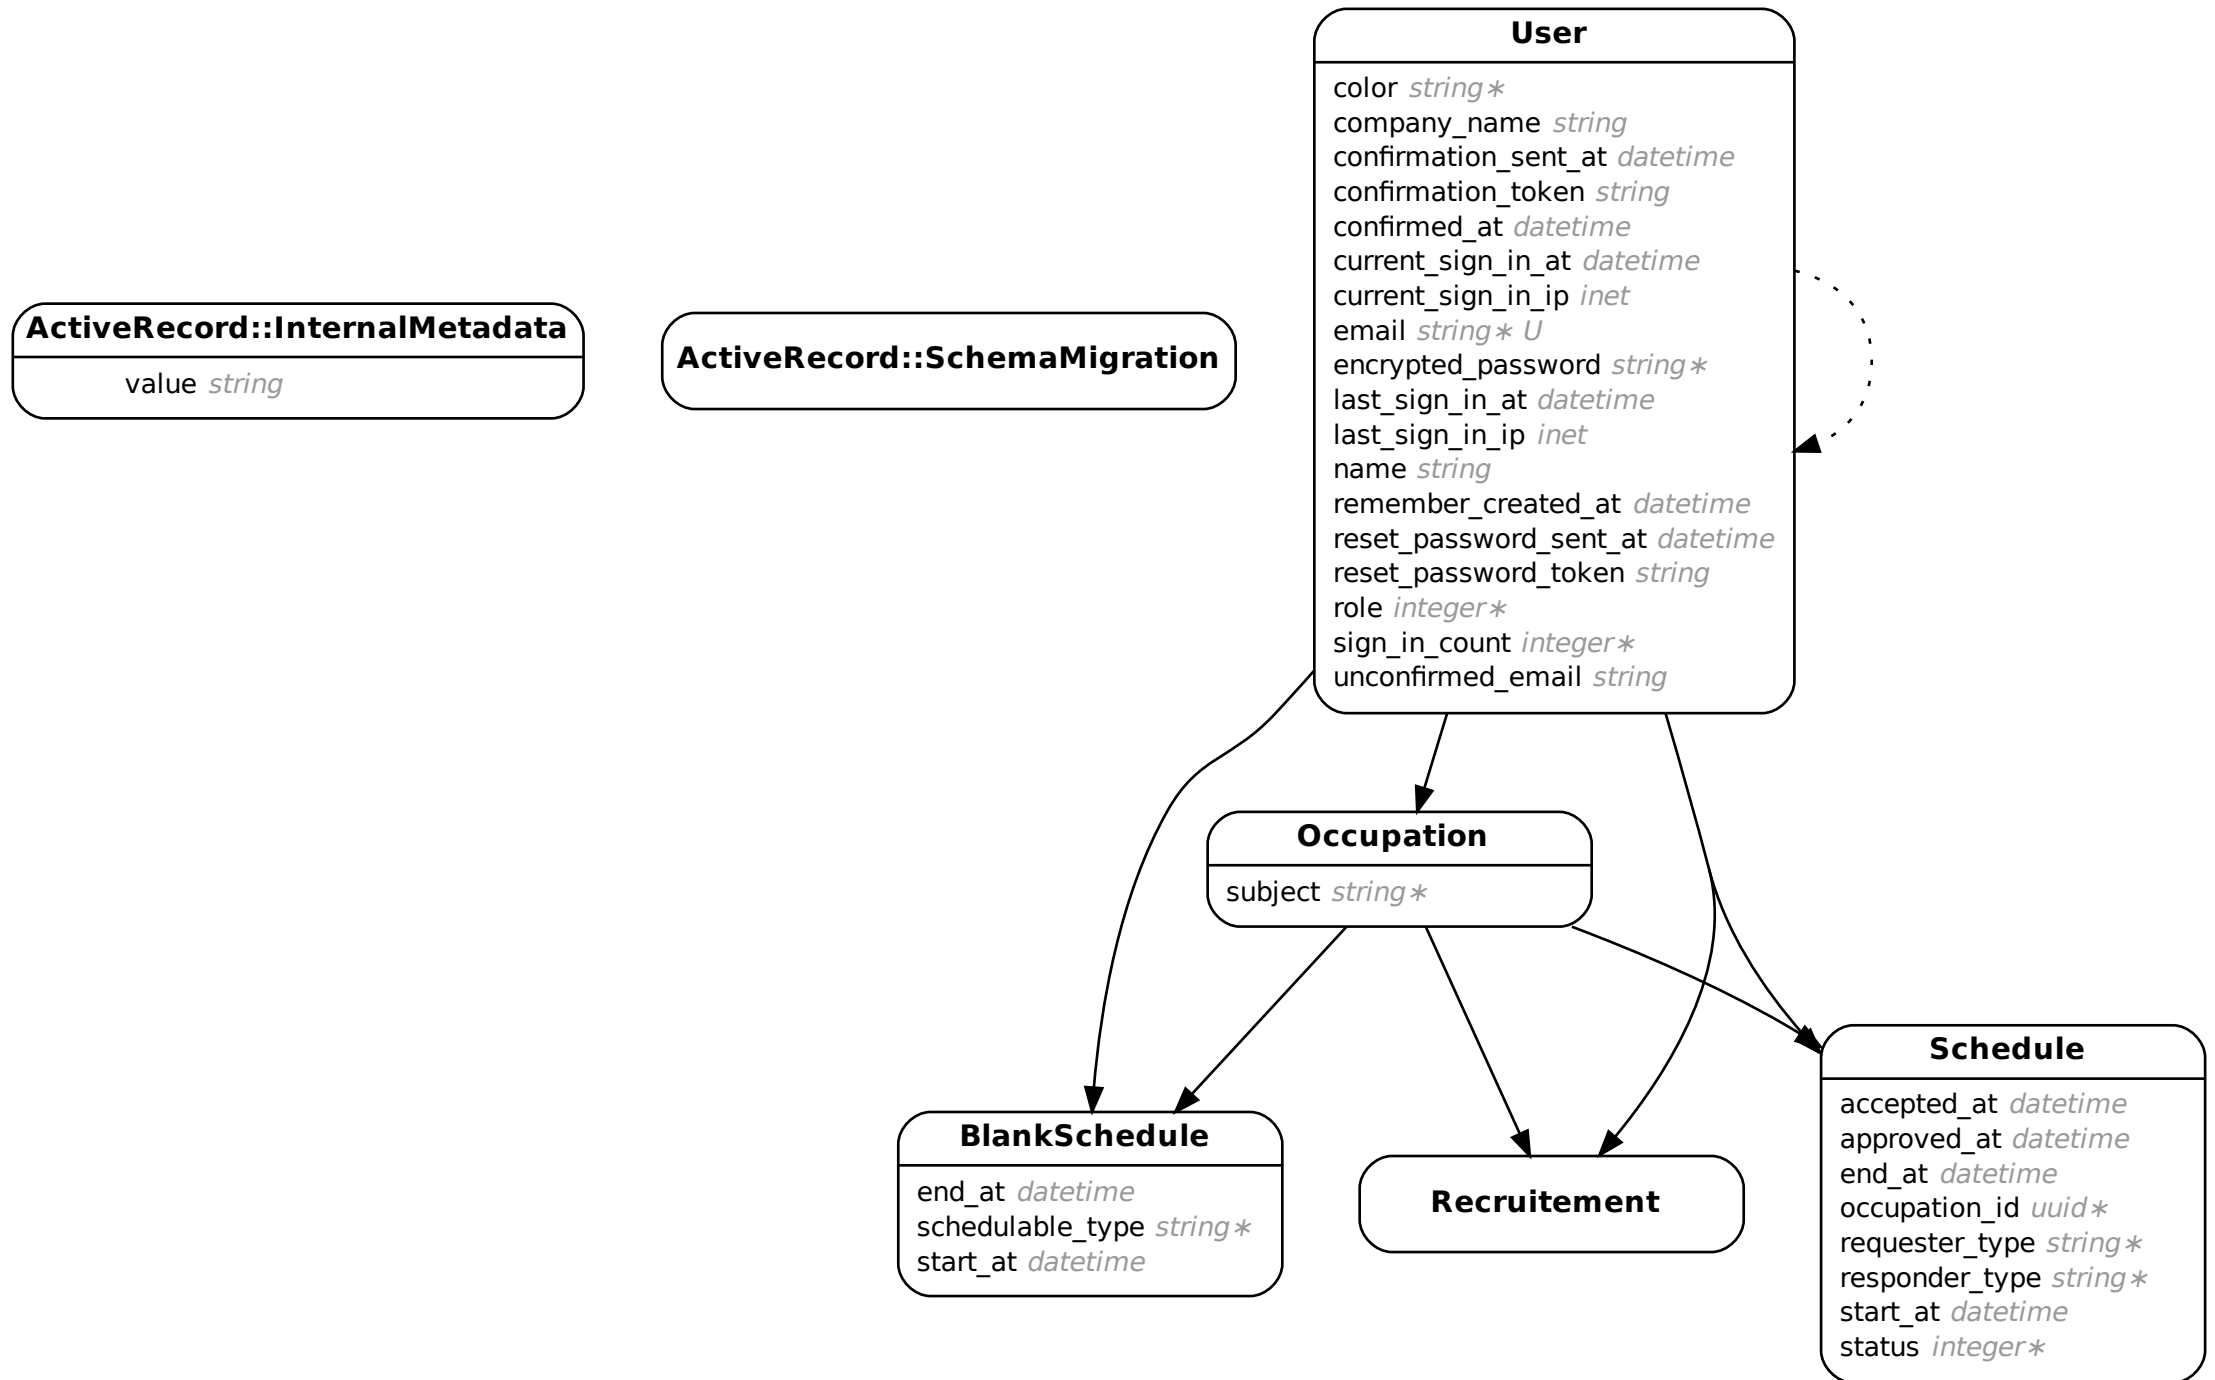 User
color string∗
company_name string
confirmation_sent_at datetime
confirmation_token string
confirmed_at datetime
current_sign_in_at datetime
current_sign_in_ip inet
email string∗ U
encrypted_password string∗
last_sign_in_at datetime
last_sign_in_ip inet
name string
remember_created_at datetime
reset_password_sent_at datetime
reset_password_token string
role integer∗
sign_in_count integer∗
unconfirmed_email string
ActiveRecord::InternalMetadata
value string
ActiveRecord::SchemaMigration
Occupation
subject string∗
BlankSchedule
end_at datetime
schedulable_type string∗
start_at datetime
Recruitement
Schedule
accepted_at datetime
approved_at datetime
end_at datetime
occupation_id uuid∗
requester_type string∗
responder_type string∗
start_at datetime
status integer∗